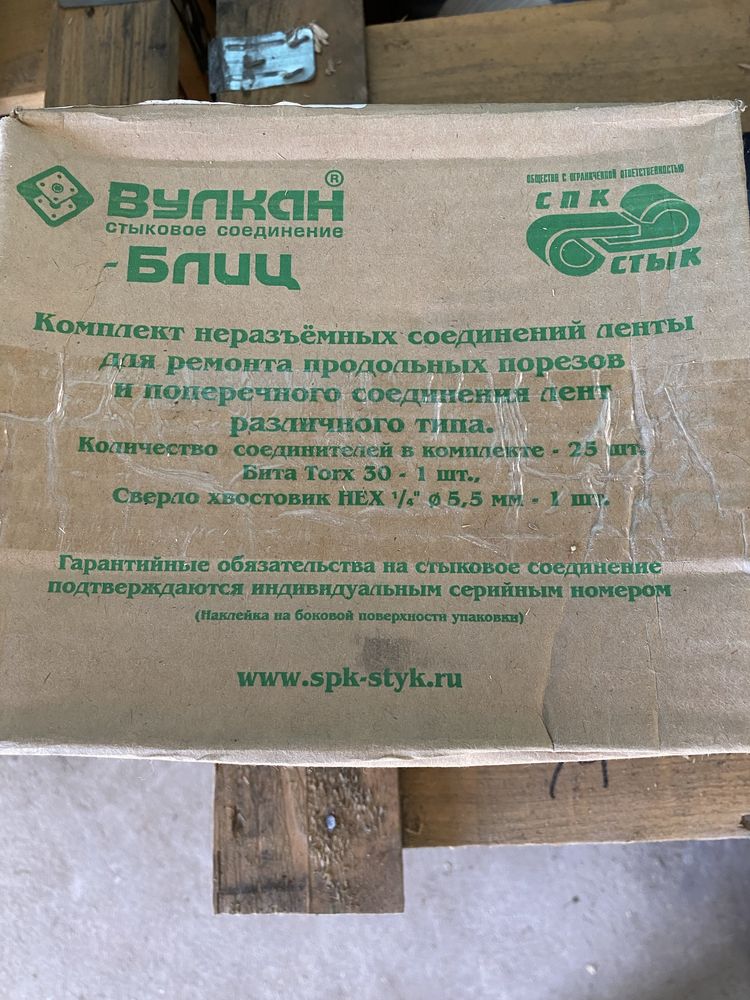 ВУЛКАН ®
СТЫКОВОЕ СОЕДИНЕНИЕ
-БЛИЦ
ОБЩЕСТВО С ОГРАНИЧЕННОЙ ОТВЕТСТВЕННОСТЬЮ
СПК
СТЫК
Комплект неразъёмных соединений ленты
для ремонта продольных порезов
и поперечного соединения лент
различного типа.
Количество соединителей в комплекте - 25 шт.
Бита Torx 30 - 1 шт.,
Сверло хвостовик HEX ¹/₄" ø 5,5 мм - 1 шт.
Гарантийные обязательства на стыковое соединение
подтверждаются индивидуальным серийным номером
(Наклейка на боковой поверхности упаковки)
www.spk-styk.ru